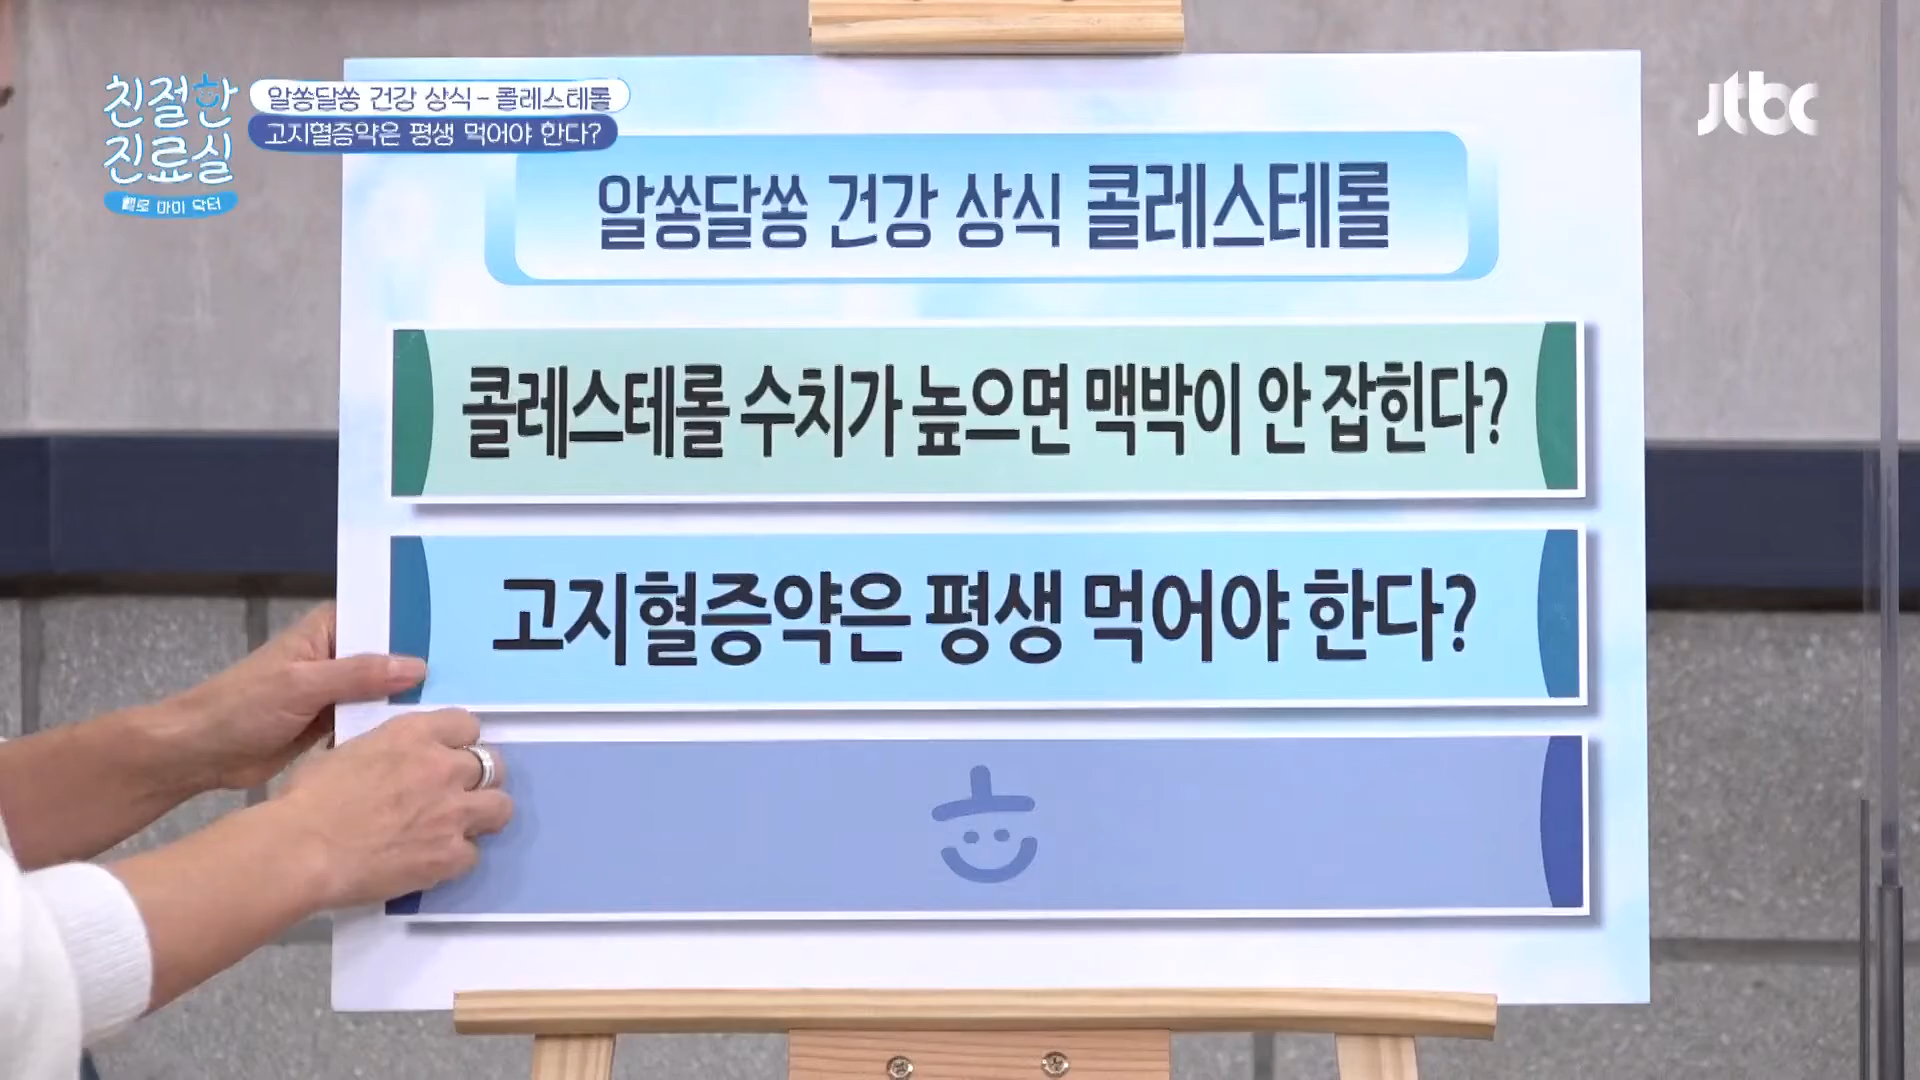 친절한
진료실
헬로 마이 닥터
알쏭달쏭 건강 상식 - 콜레스테롤
고지혈증약은 평생 먹어야 한다?
jtbc
알쏭달쏭 건강 상식 콜레스테롤
콜레스테롤 수치가 높으면 맥박이 안 잡힌다?
고지혈증약은 평생 먹어야 한다?